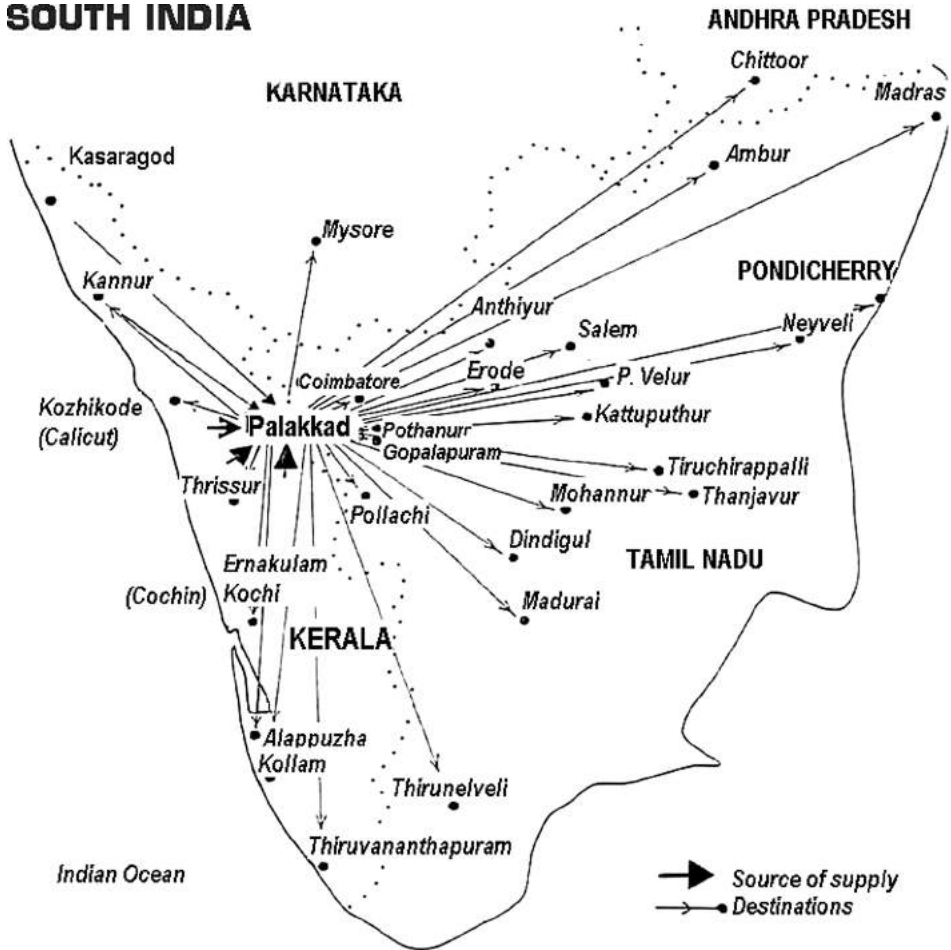 SOUTH INDIA
ANDHRA PRADESH
Chittoor
KARNATAKA
Madras
Kasaragod
Ambur
Mysore
Kannur
PONDICHERRY
Anthiyur
Neyveli
Salem
Erode
P. Velur
Coimbatore
Kozhikode
(Calicut)
Palakkad
Kattuputhur
Pothanurr
Gopalapuram
Tiruchirappalli
Thrissur
Thanjavur
Mohannur
Pollachi
Dindigul
TAMIL NADU
Ernakulam
(Cochin) Kochi
Madurai
KERALA
Alappuzha
Kollam
Thirunelveli
Thiruvananthapuram
Indian Ocean
Source of supply
Destinations